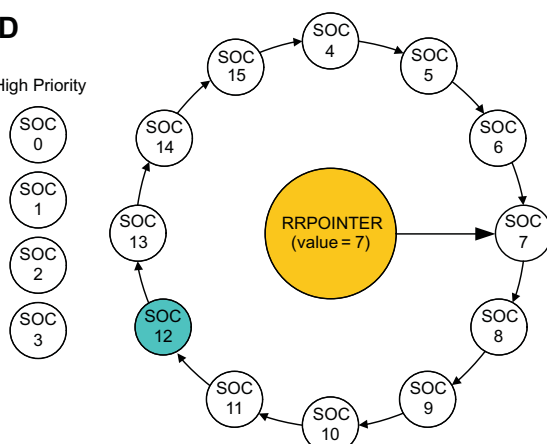 D
High Priority
SOC
0
SOC
1
SOC
2
SOC
3
SOC
4
SOC
5
SOC
6
SOC
7
SOC
8
SOC
9
SOC
10
SOC
11
SOC
12
SOC
13
SOC
14
SOC
15
RRPOINTER
(value = 7)